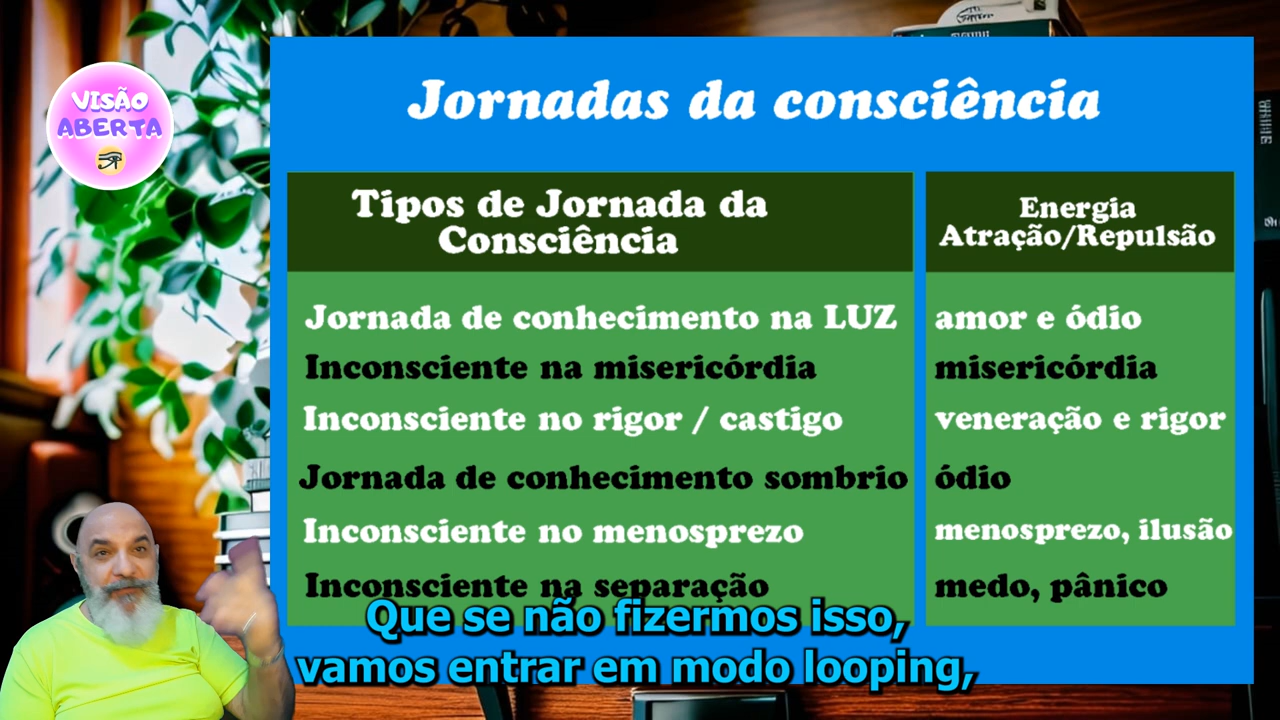 VISÃO
ABERTA
Jornadas da consciência
Tipos de Jornada da
Consciência
Energia
Atração/Repulsão
Jornada de conhecimento na LUZ amor e ódio
Inconsciente na misericórdia misericórdia
Inconsciente no rigor / castigo veneração e rigor
Jornada de conhecimento sombrio ódio
Inconsciente no menosprezo menosprezo, ilusão
Inconsciente na separação medo, pânico
Que se não fizermos isso,
vamos entrar em modo looping,